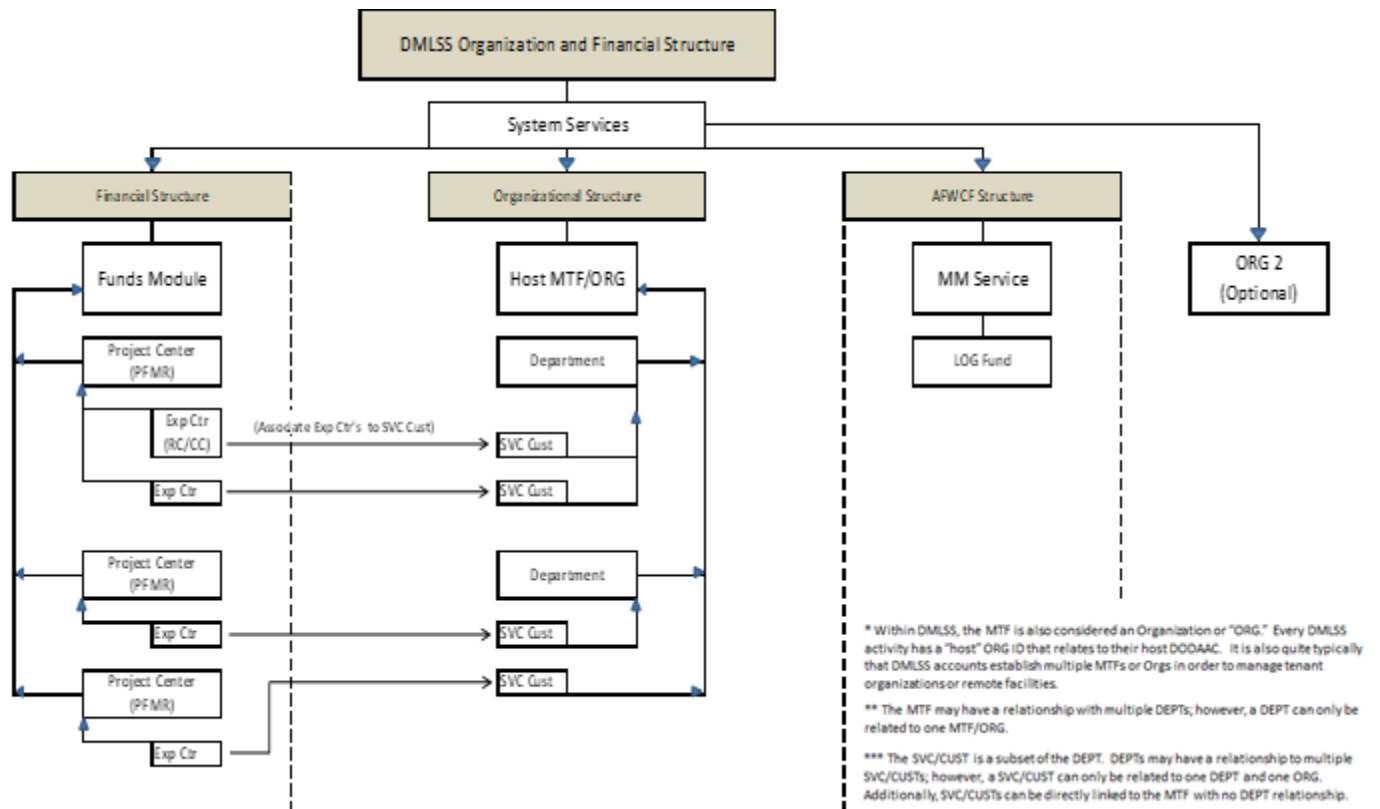 DMLSS Organization and Financial Structure
System Services
Financial Structure
Organizational Structure
AFWCF Structure
Funds Module
Host MTF/ORG
MM Service
ORG 2
(Optional)
Project Center
(PFMR)
Department
LOG Fund
Exp Ctr
(RC/CC)
(Associate Exp Ctr's to SVC Cust)
SVC Cust
Exp Ctr
SVC Cust
Project Center
(PFMR)
Department
Exp Ctr
SVC Cust
Project Center
(PFMR)
SVC Cust
Exp Ctr
* Within DMLSS, the MTF is also considered an Organization or "ORG." Every DMLSS
activity has a "host" ORG ID that relates to their host DODAAC. It is also quite typically
that DMLSS accounts establish multiple MTFs or Orgs in order to manage tenant
organizations or remote facilities.
** The MTF may have a relationship with multiple DEPTs; however, a DEPT can only be
related to one MTF/ORG.
*** The SVC/CUST is a subset of the DEPT. DEPTs may have a relationship to multiple
SVC/CUSTs; however, a SVC/CUST can only be related to one DEPT and one ORG.
Additionally, SVC/CUSTs can be directly linked to the MTF with no DEPT relationship.